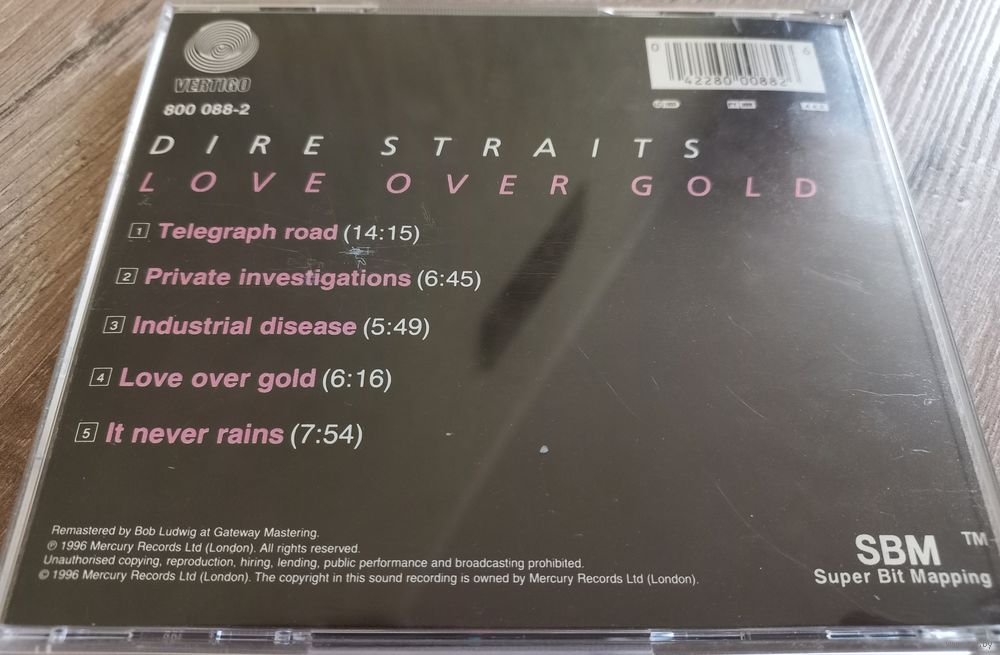 VERTIGO
800 088-2
0 42280 00882 6
DIRE STRAITS
LOVE OVER GOLD
1 Telegraph road (14:15)
2 Private investigations (6:45)
3 Industrial disease (5:49)
4 Love over gold (6:16)
5 It never rains (7:54)
Remastered by Bob Ludwig at Gateway Mastering.
℗ 1996 Mercury Records Ltd (London). All rights reserved.
Unauthorised copying, reproduction, hiring, lending, public performance and broadcasting prohibited.
© 1996 Mercury Records Ltd (London). The copyright in this sound recording is owned by Mercury Records Ltd (London).
SBM TM
Super Bit Mapping